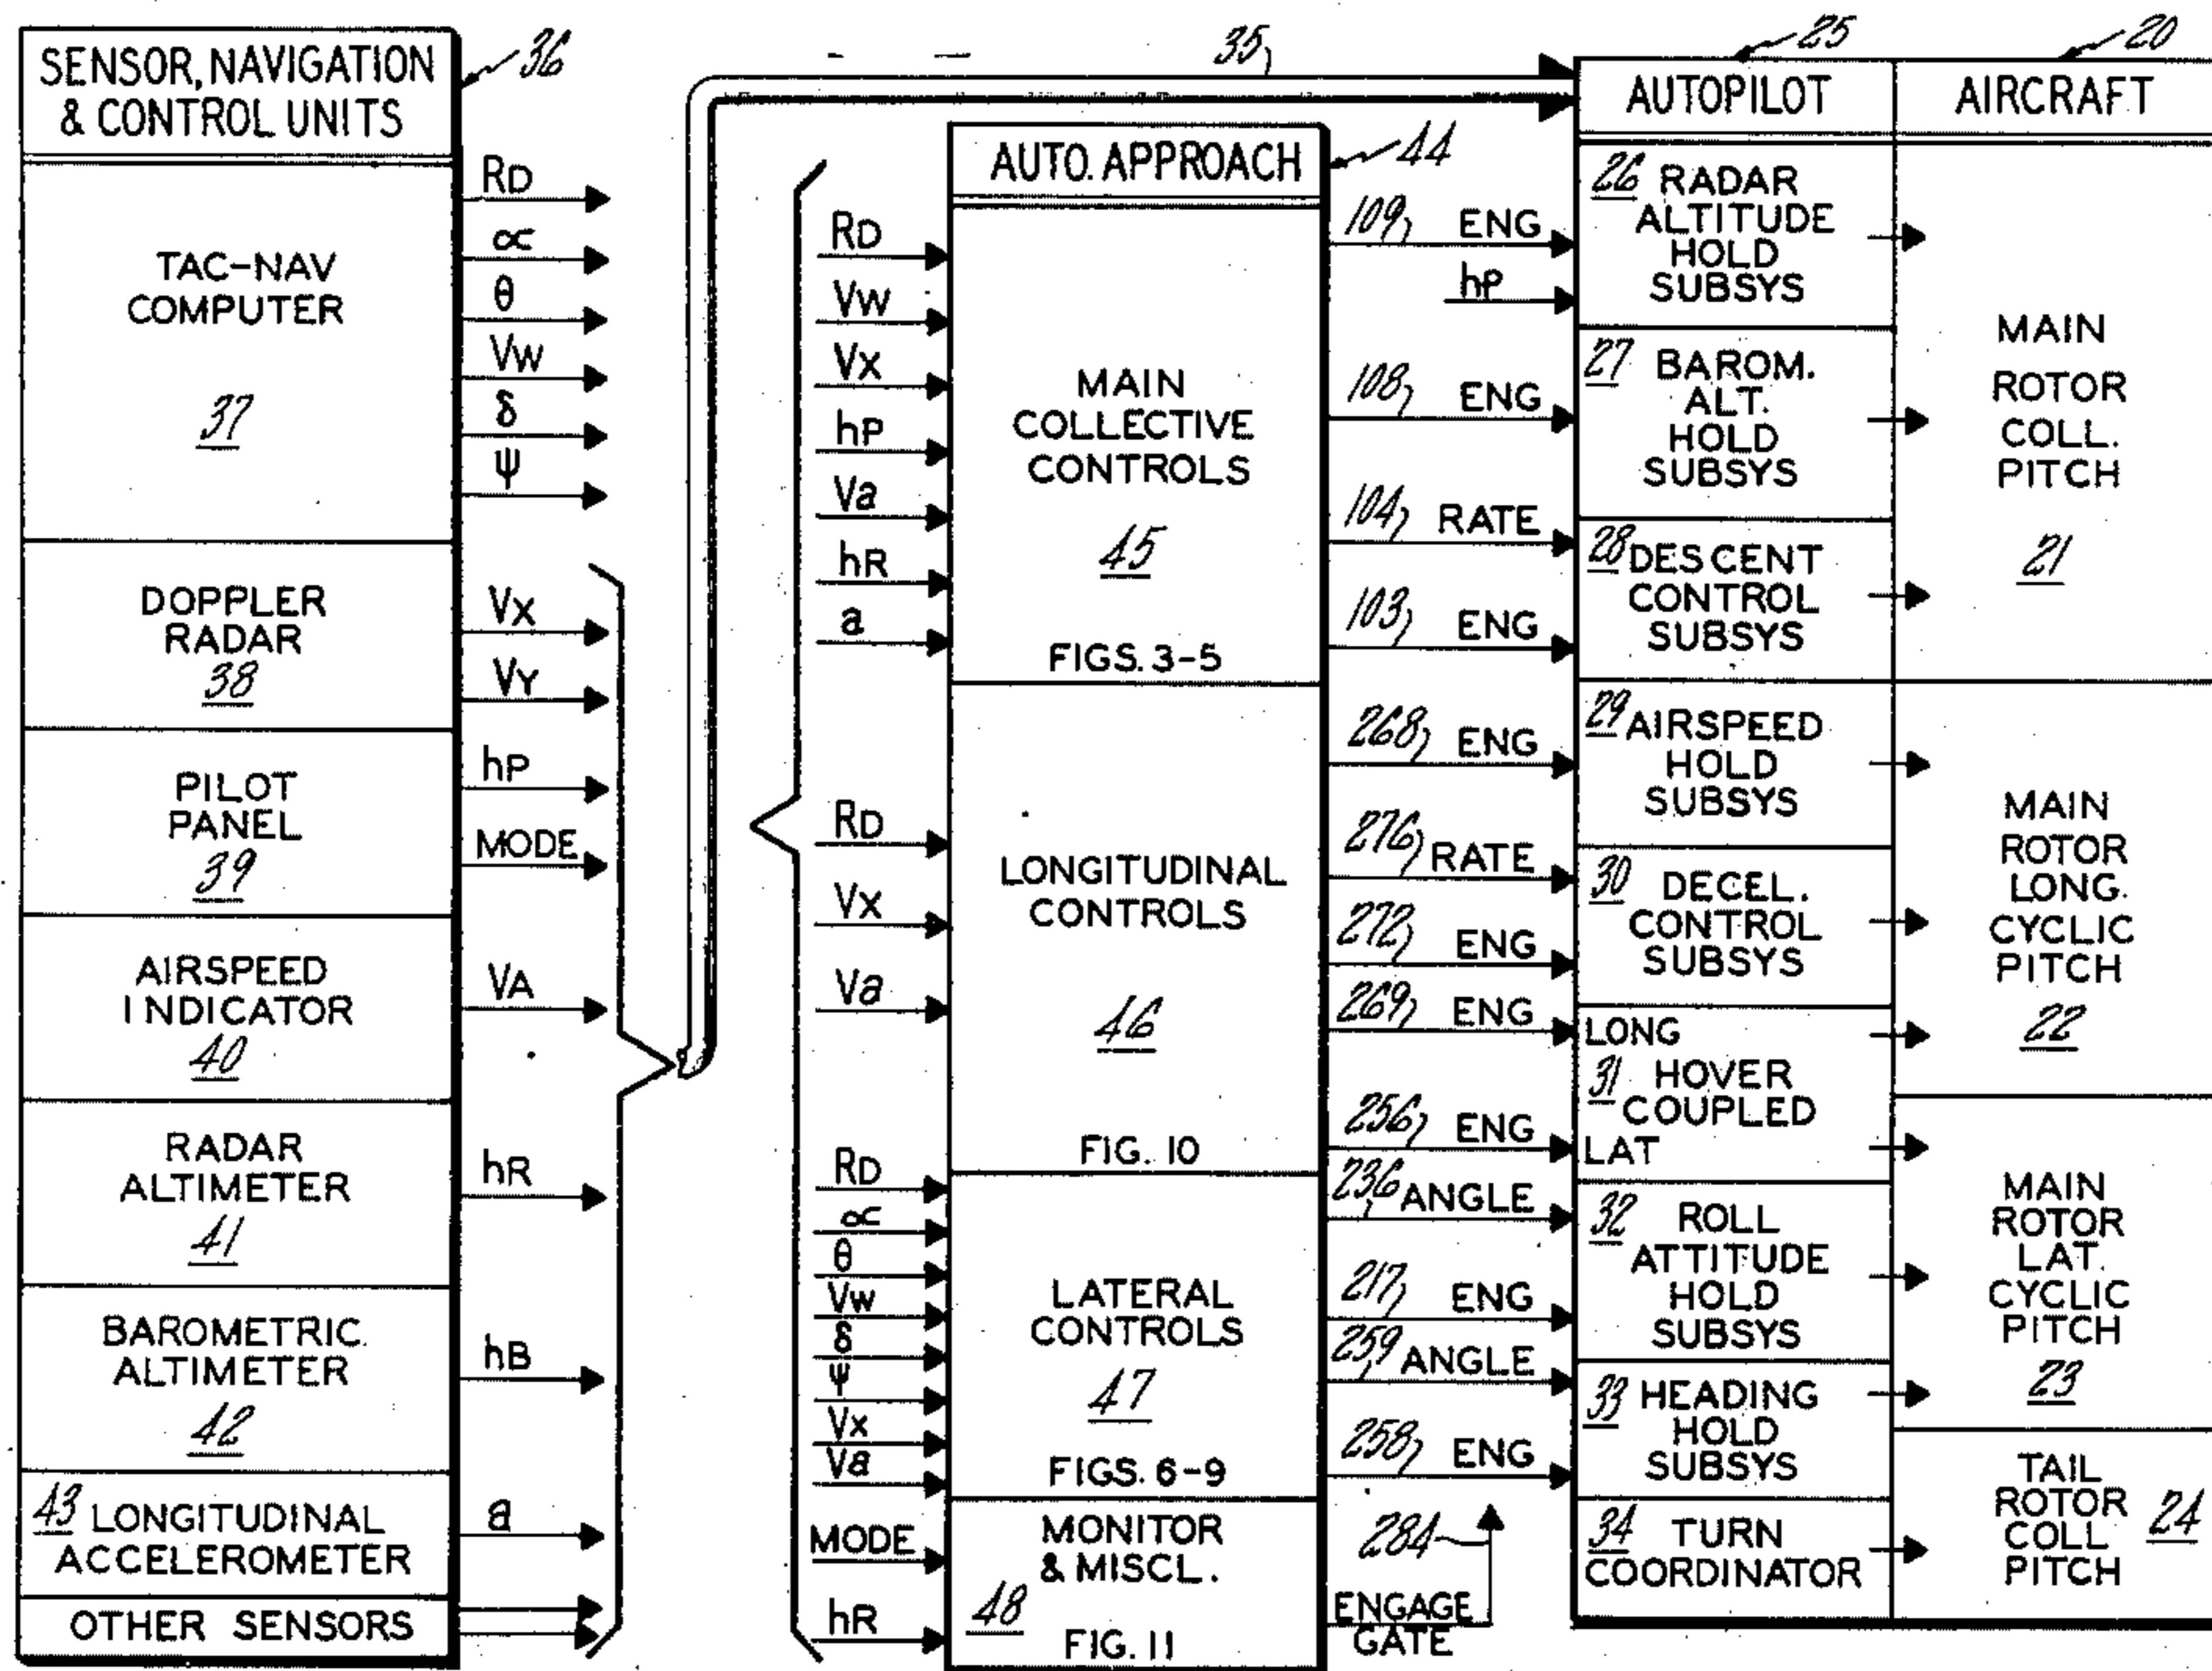 SENSOR, NAVIGATION
& CONTROL UNITS
36
TAC-NAV
COMPUTER
37
RD
∝
θ
VW
δ
ψ
DOPPLER
RADAR
38
VX
VY
PILOT
PANEL
39
hP
MODE
AIRSPEED
INDICATOR
40
VA
RADAR
ALTIMETER
41
hR
BAROMETRIC
ALTIMETER
42
hB
43 LONGITUDINAL
ACCELEROMETER
a
OTHER SENSORS
35
AUTO. APPROACH
44
RD
VW
VX
hP
Va
hR
a
MAIN
COLLECTIVE
CONTROLS
45
FIGS. 3-5
RD
VX
Va
LONGITUDINAL
CONTROLS
46
FIG. 10
RD
∝
θ
VW
δ
ψ
VX
Va
LATERAL
CONTROLS
47
FIGS. 6-9
MODE
hR
MONITOR
& MISCL.
48
FIG. 11
109 ENG
hP
108 ENG
104 RATE
103 ENG
268 ENG
276 RATE
272 ENG
269 ENG
256 ENG
236 ANGLE
217 ENG
259 ANGLE
258 ENG
284
ENGAGE
GATE
25
AUTOPILOT
26 RADAR
ALTITUDE
HOLD
SUBSYS
27 BAROM.
ALT.
HOLD
SUBSYS
28 DESCENT
CONTROL
SUBSYS
29 AIRSPEED
HOLD
SUBSYS
30 DECEL.
CONTROL
SUBSYS
LONG
31 HOVER
COUPLED
LAT
32 ROLL
ATTITUDE
HOLD
SUBSYS
33 HEADING
HOLD
SUBSYS
34 TURN
COORDINATOR
20
AIRCRAFT
MAIN
ROTOR
COLL.
PITCH
21
MAIN
ROTOR
LONG.
CYCLIC
PITCH
22
MAIN
ROTOR
LAT.
CYCLIC
PITCH
23
TAIL
ROTOR
COLL
PITCH
24